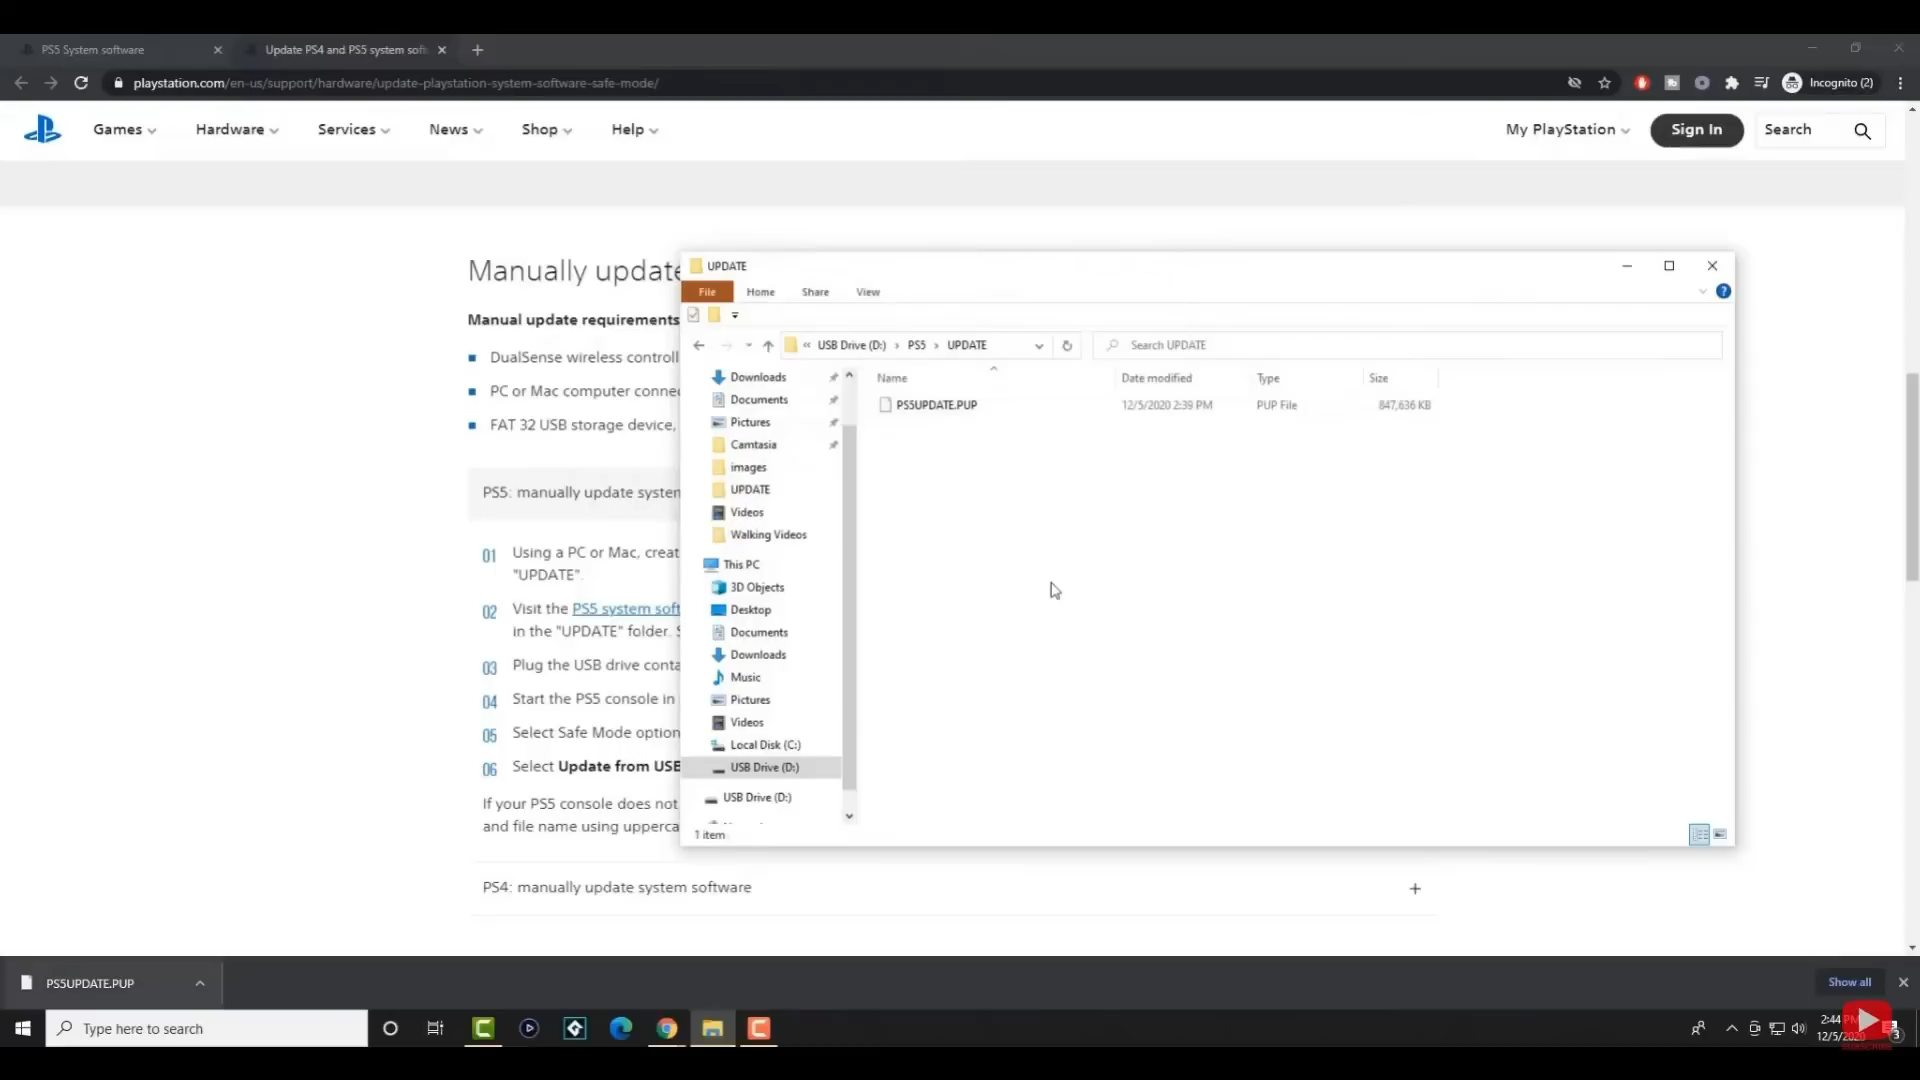 PS5 System software
Update PS4 and PS5 system soft
playstation.com/en-us/support/hardware/update-playstation-system-software-safe-mode/
Incognito (2)
Games
Hardware
Services
News
Shop
Help
My PlayStation
Sign In
Search
Manually update
Manual update requirements
DualSense wireless controll
PC or Mac computer connec
FAT 32 USB storage device,
PS5: manually update system
01 Using a PC or Mac, creat
"UPDATE".
02 Visit the PS5 system soft
in the "UPDATE" folder. S
03 Plug the USB drive conta
04 Start the PS5 console in
05 Select Safe Mode option
06 Select Update from USB
If your PS5 console does not
and file name using upperca
PS4: manually update system software
UPDATE
File
Home
Share
View
« USB Drive (D:) › PS5 › UPDATE
Search UPDATE
Name
Date modified
Type
Size
PS5UPDATE.PUP
12/5/2020 2:39 PM
PUP File
847,636 KB
Downloads
Documents
Pictures
Camtasia
images
UPDATE
Videos
Walking Videos
This PC
3D Objects
Desktop
Documents
Downloads
Music
Pictures
Videos
Local Disk (C:)
USB Drive (D:)
USB Drive (D:)
1 item
PS5UPDATE.PUP
Show all
Type here to search
2:44 P
12/5/20
3
SUBSCRIBE